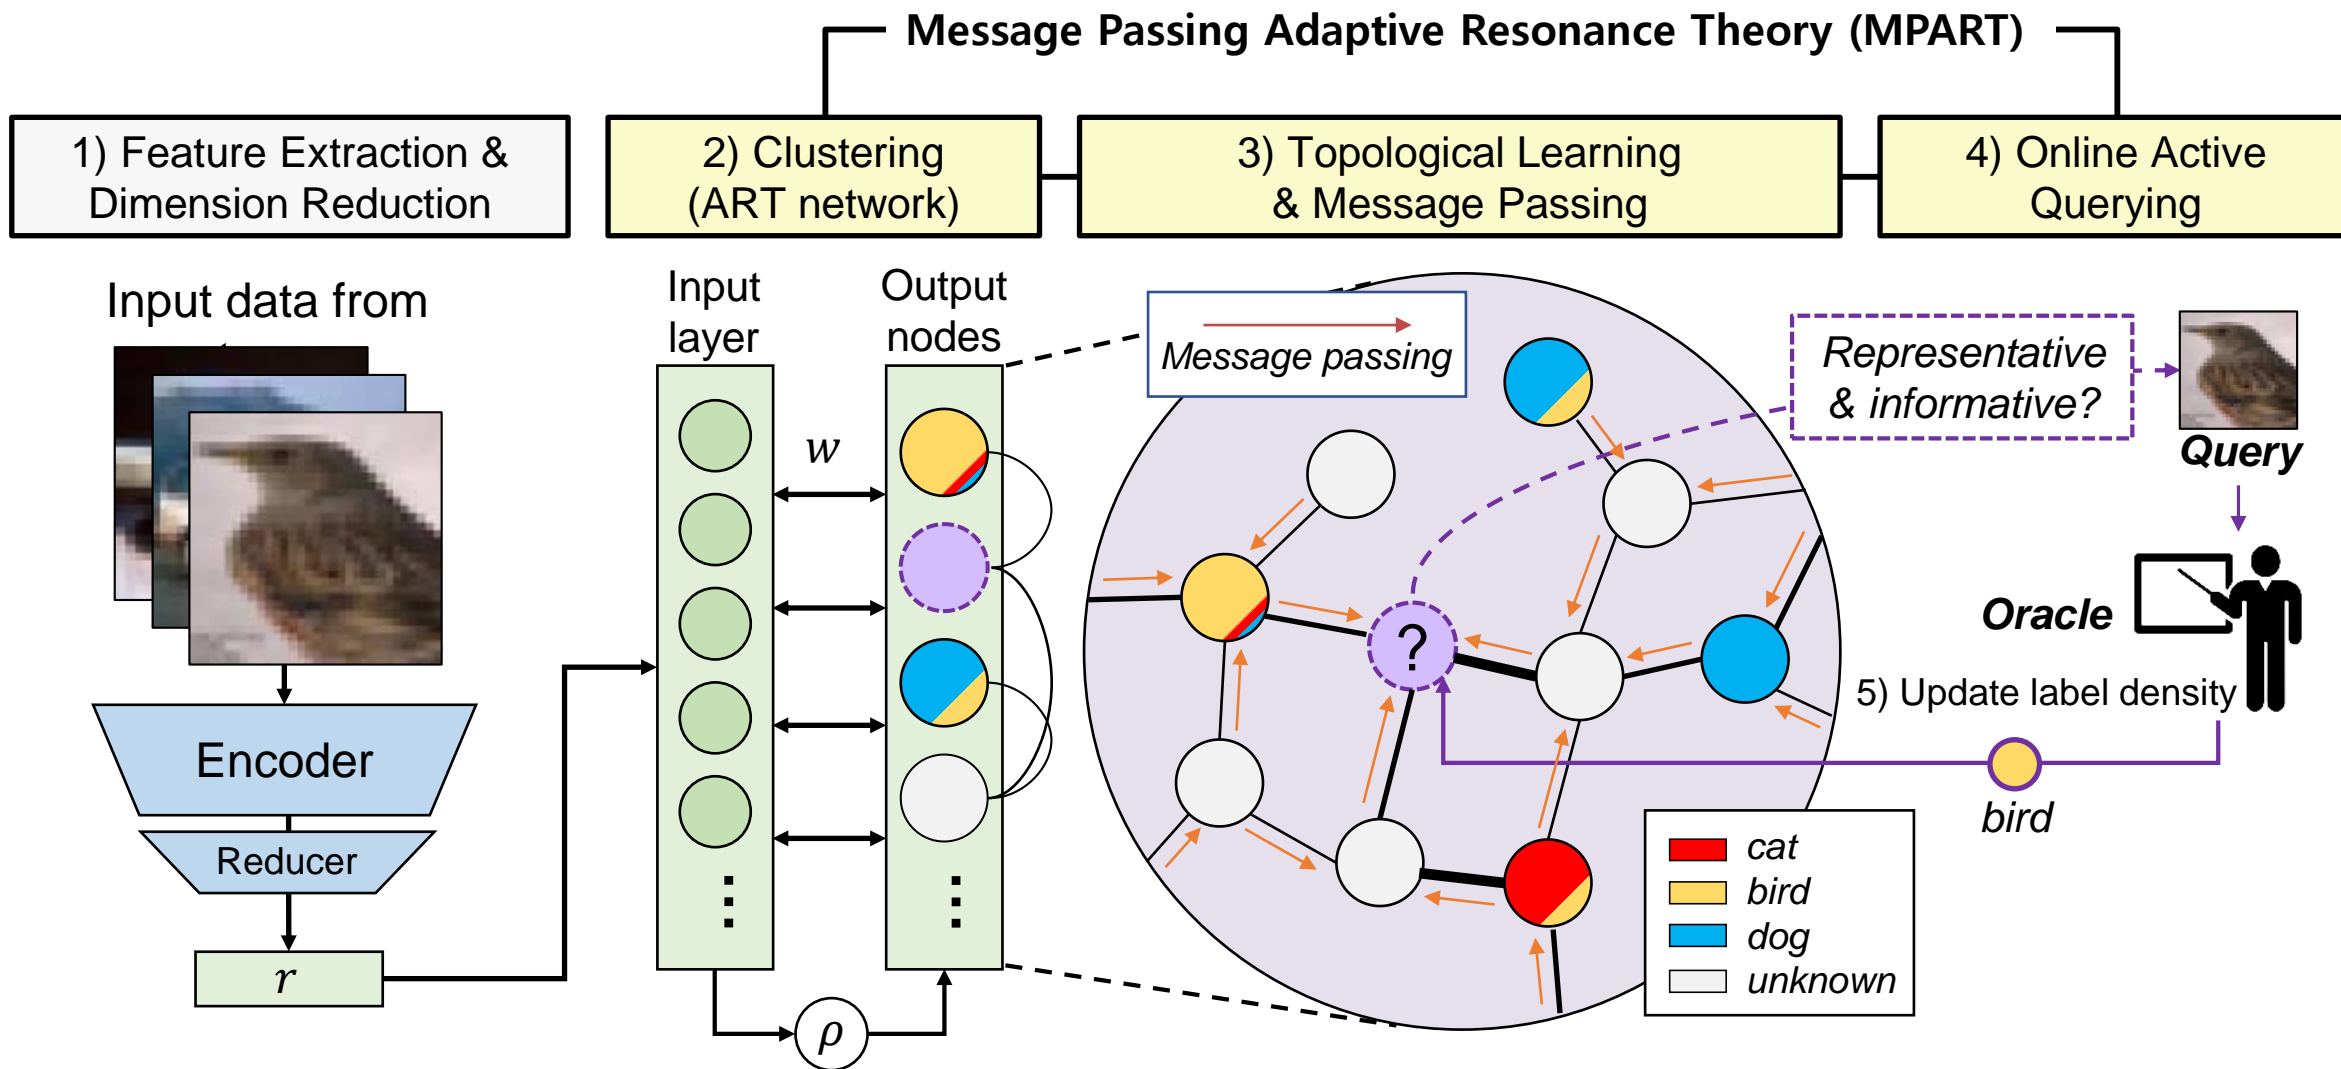 Message Passing Adaptive Resonance Theory (MPART)
1) Feature Extraction &
Dimension Reduction
2) Clustering
(ART network)
3) Topological Learning
& Message Passing
4) Online Active
Querying
Input data from
Encoder
Reducer
r
Input
layer
w
Output
nodes
ρ
Message passing
?
Representative
& informative?
Query
Oracle
5) Update label density
bird
cat
bird
dog
unknown